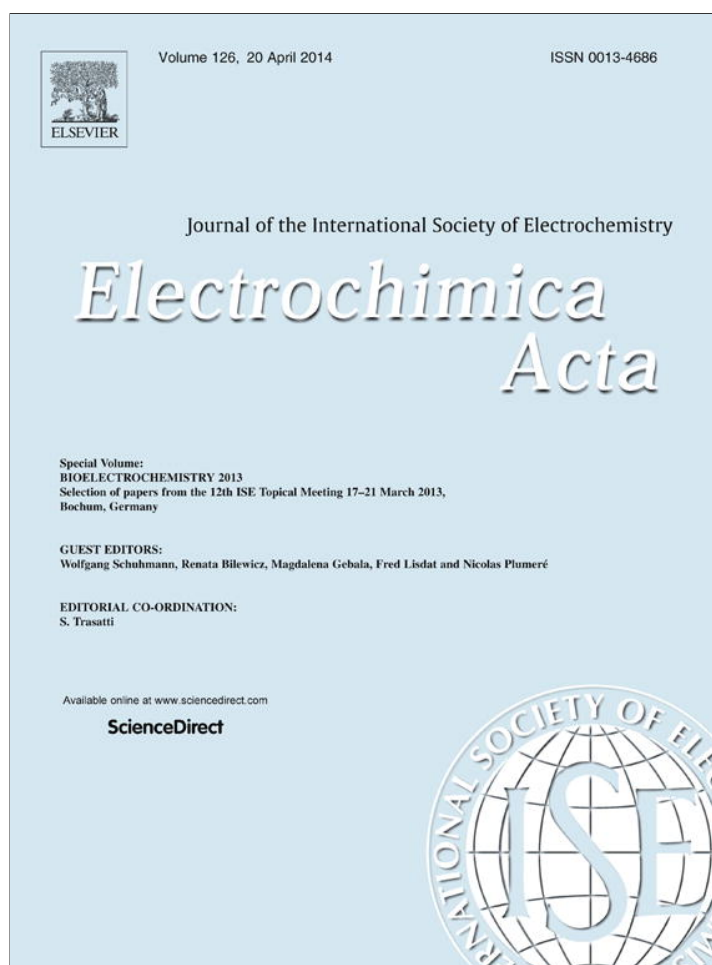 Volume 126, 20 April 2014
ISSN 0013-4686
ELSEVIER
Journal of the International Society of Electrochemistry
Electrochimica
Acta
Special Volume:
BIOELECTROCHEMISTRY 2013
Selection of papers from the 12th ISE Topical Meeting 17–21 March 2013,
Bochum, Germany
GUEST EDITORS:
Wolfgang Schuhmann, Renata Bilewicz, Magdalena Gebala, Fred Lisdat and Nicolas Plumeré
EDITORIAL CO-ORDINATION:
S. Trasatti
Available online at www.sciencedirect.com
ScienceDirect
SOCIETY OF
ISE